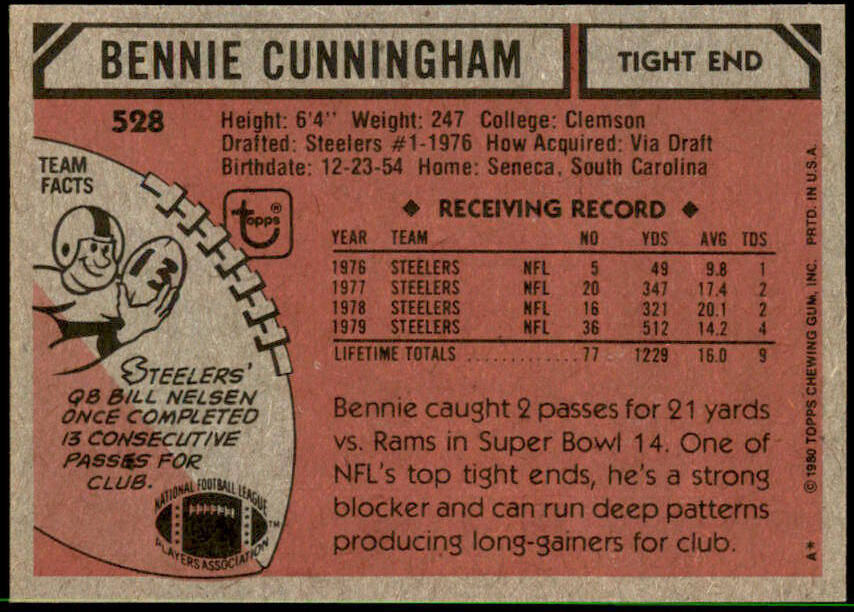 BENNIE CUNNINGHAM
TIGHT END
528
Height: 6'4" Weight: 247 College: Clemson
Drafted: Steelers #1-1976 How Acquired: Via Draft
Birthdate: 12-23-54 Home: Seneca, South Carolina
TEAM
FACTS
13
STEELERS'
QB BILL NELSEN
ONCE COMPLETED
13 CONSECUTIVE
PASSES FOR
CLUB.
topps ®
◆ RECEIVING RECORD ◆
YEAR TEAM NO YDS AVG TDS
1976 STEELERS NFL 5 49 9.8 1
1977 STEELERS NFL 20 347 17.4 2
1978 STEELERS NFL 16 321 20.1 2
1979 STEELERS NFL 36 512 14.2 4
LIFETIME TOTALS ............. 77 1229 16.0 9
Bennie caught 2 passes for 21 yards
vs. Rams in Super Bowl 14. One of
NFL's top tight ends, he's a strong
blocker and can run deep patterns
producing long-gainers for club.
NATIONAL FOOTBALL LEAGUE
PLAYERS ASSOCIATION
TM
A* © 1980 TOPPS CHEWING GUM, INC. PRTD. IN U.S.A.